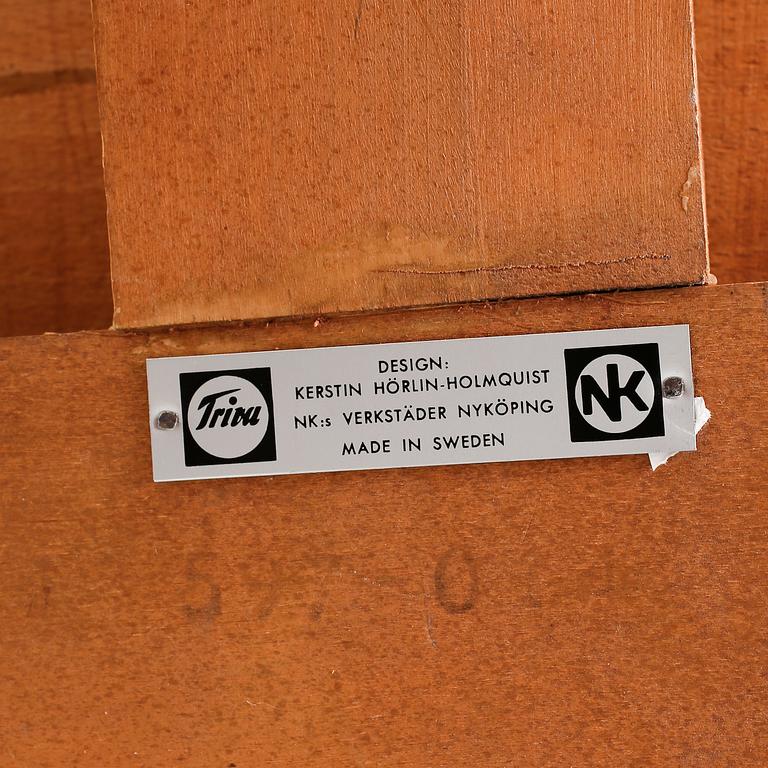 Triva
DESIGN:
KERSTIN HÖRLIN-HOLMQUIST
NK:s VERKSTÄDER NYKÖPING
MADE IN SWEDEN
NK